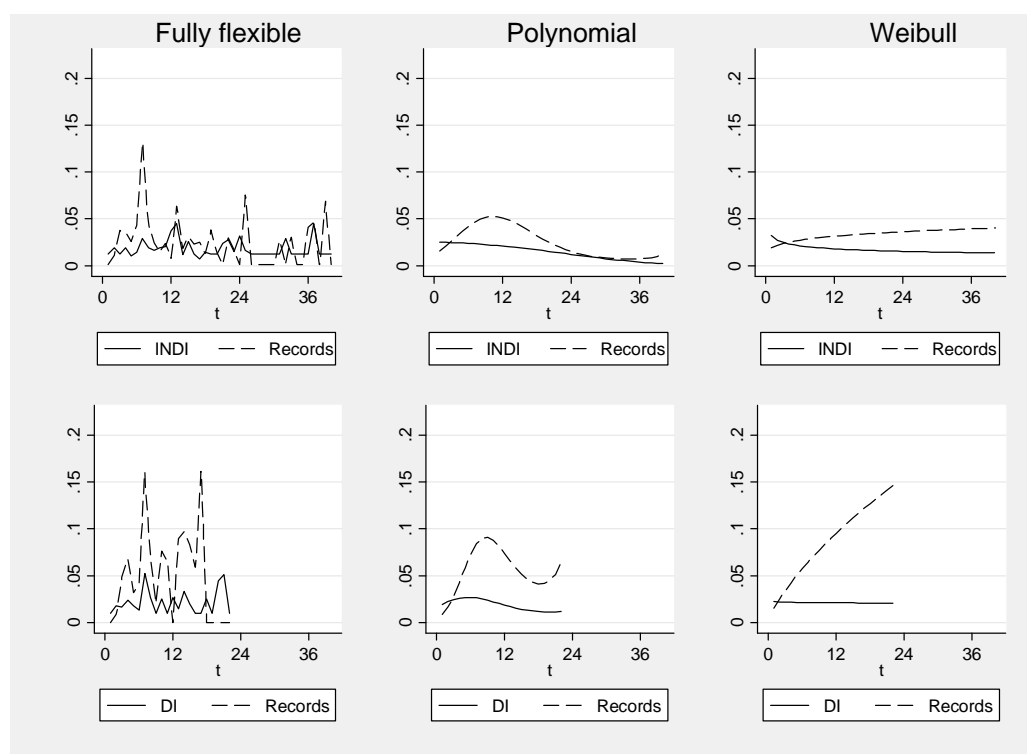 Fully flexible
Polynomial
Weibull
.2
.15
.1
.05
0
0 12 24 36
t
INDI Records
.2
.15
.1
.05
0
0 12 24 36
t
INDI Records
.2
.15
.1
.05
0
0 12 24 36
t
INDI Records
.2
.15
.1
.05
0
0 12 24 36
t
DI Records
.2
.15
.1
.05
0
0 12 24 36
t
DI Records
.2
.15
.1
.05
0
0 12 24 36
t
DI Records